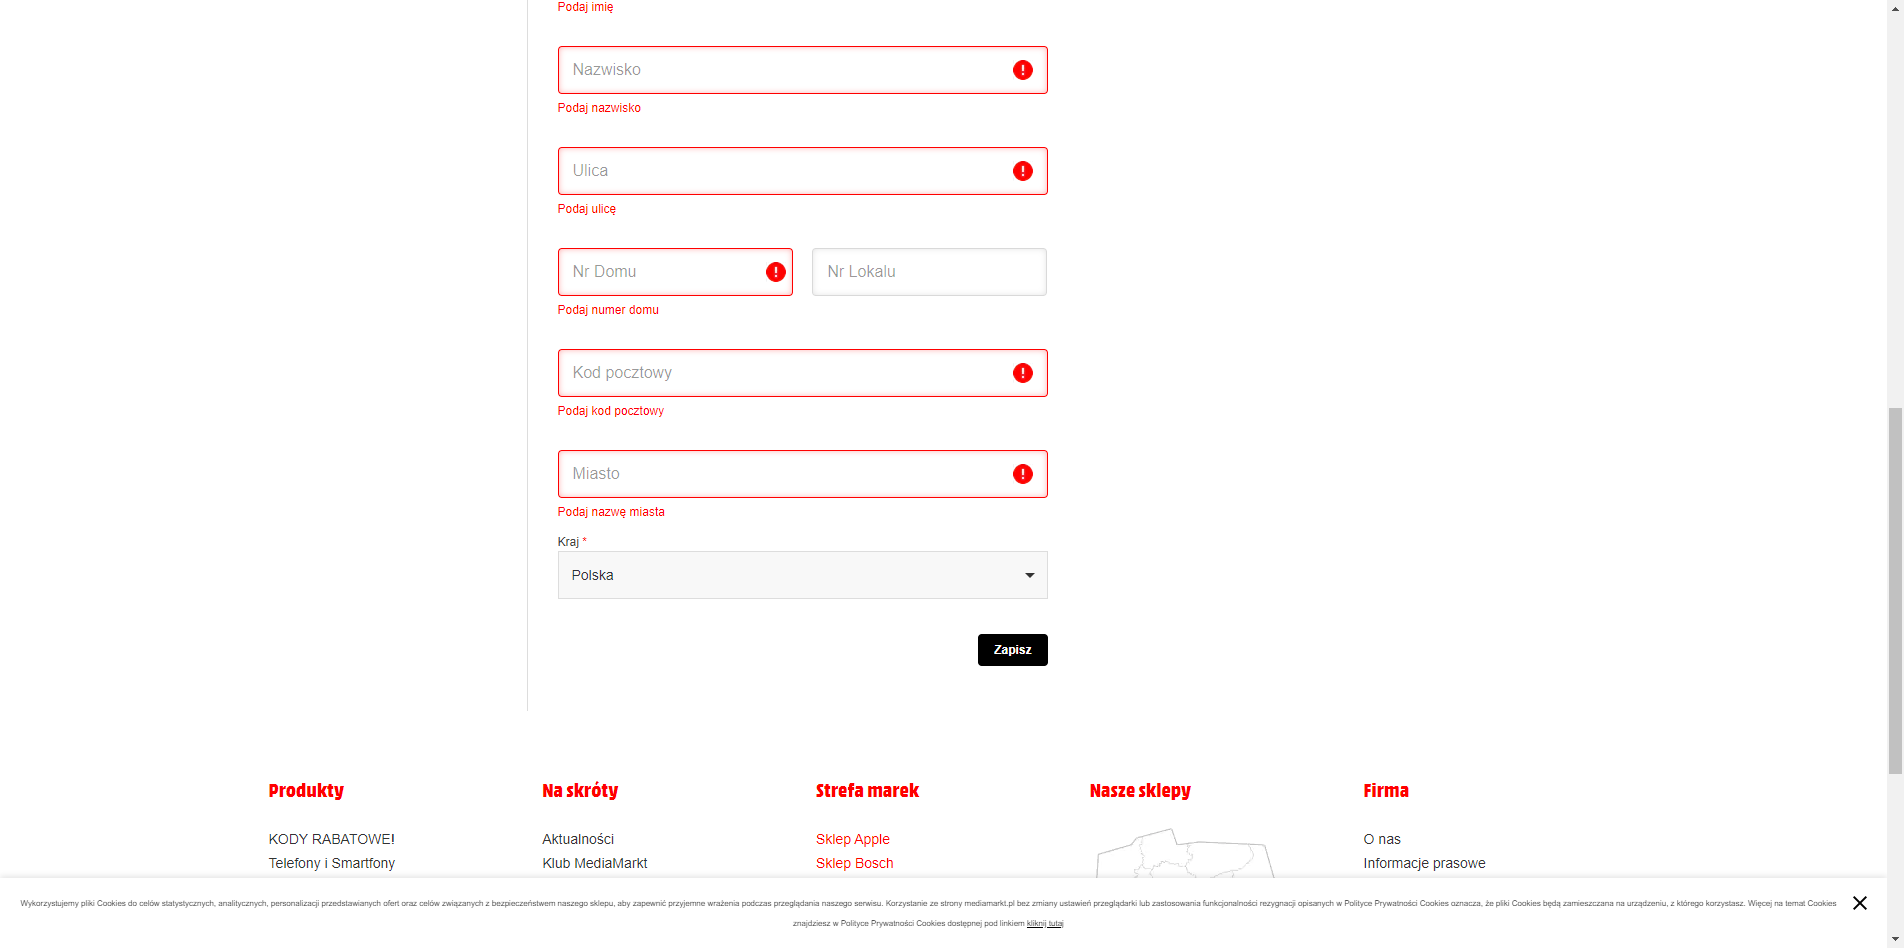 Podaj imię
Nazwisko
Podaj nazwisko
Ulica
Podaj ulicę
Nr Domu
Nr Lokalu
Podaj numer domu
Kod pocztowy
Podaj kod pocztowy
Miasto
Podaj nazwę miasta
Kraj *
Polska
Zapisz
Produkty
KODY RABATOWE!
Telefony i Smartfony
Na skróty
Aktualności
Klub MediaMarkt
Strefa marek
Sklep Apple
Sklep Bosch
Nasze sklepy
Firma
O nas
Informacje prasowe
Wykorzystujemy pliki Cookies do celów statystycznych, analitycznych, personalizacji przedstawianych ofert oraz celów związanych z bezpieczeństwem naszego sklepu, aby zapewnić przyjemne wrażenia podczas przeglądania naszego serwisu. Korzystanie ze strony mediamarkt.pl bez zmiany ustawień przeglądarki lub zastosowania funkcjonalności rezygnacji opisanych w Polityce Prywatności Cookies oznacza, że pliki Cookies będą zamieszczana na urządzeniu, z którego korzystasz. Więcej na temat Cookies
znajdziesz w Polityce Prywatności Cookies dostępnej pod linkiem kliknij tutaj